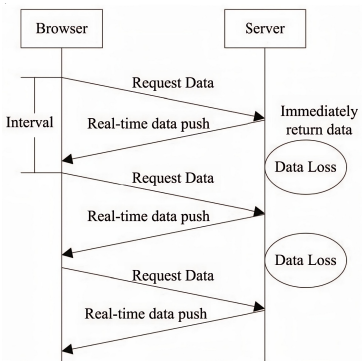 Browser
Server
Request Data
Immediately
return data
Interval
Real-time data push
Data Loss
Request Data
Real-time data push
Data Loss
Request Data
Real-time data push